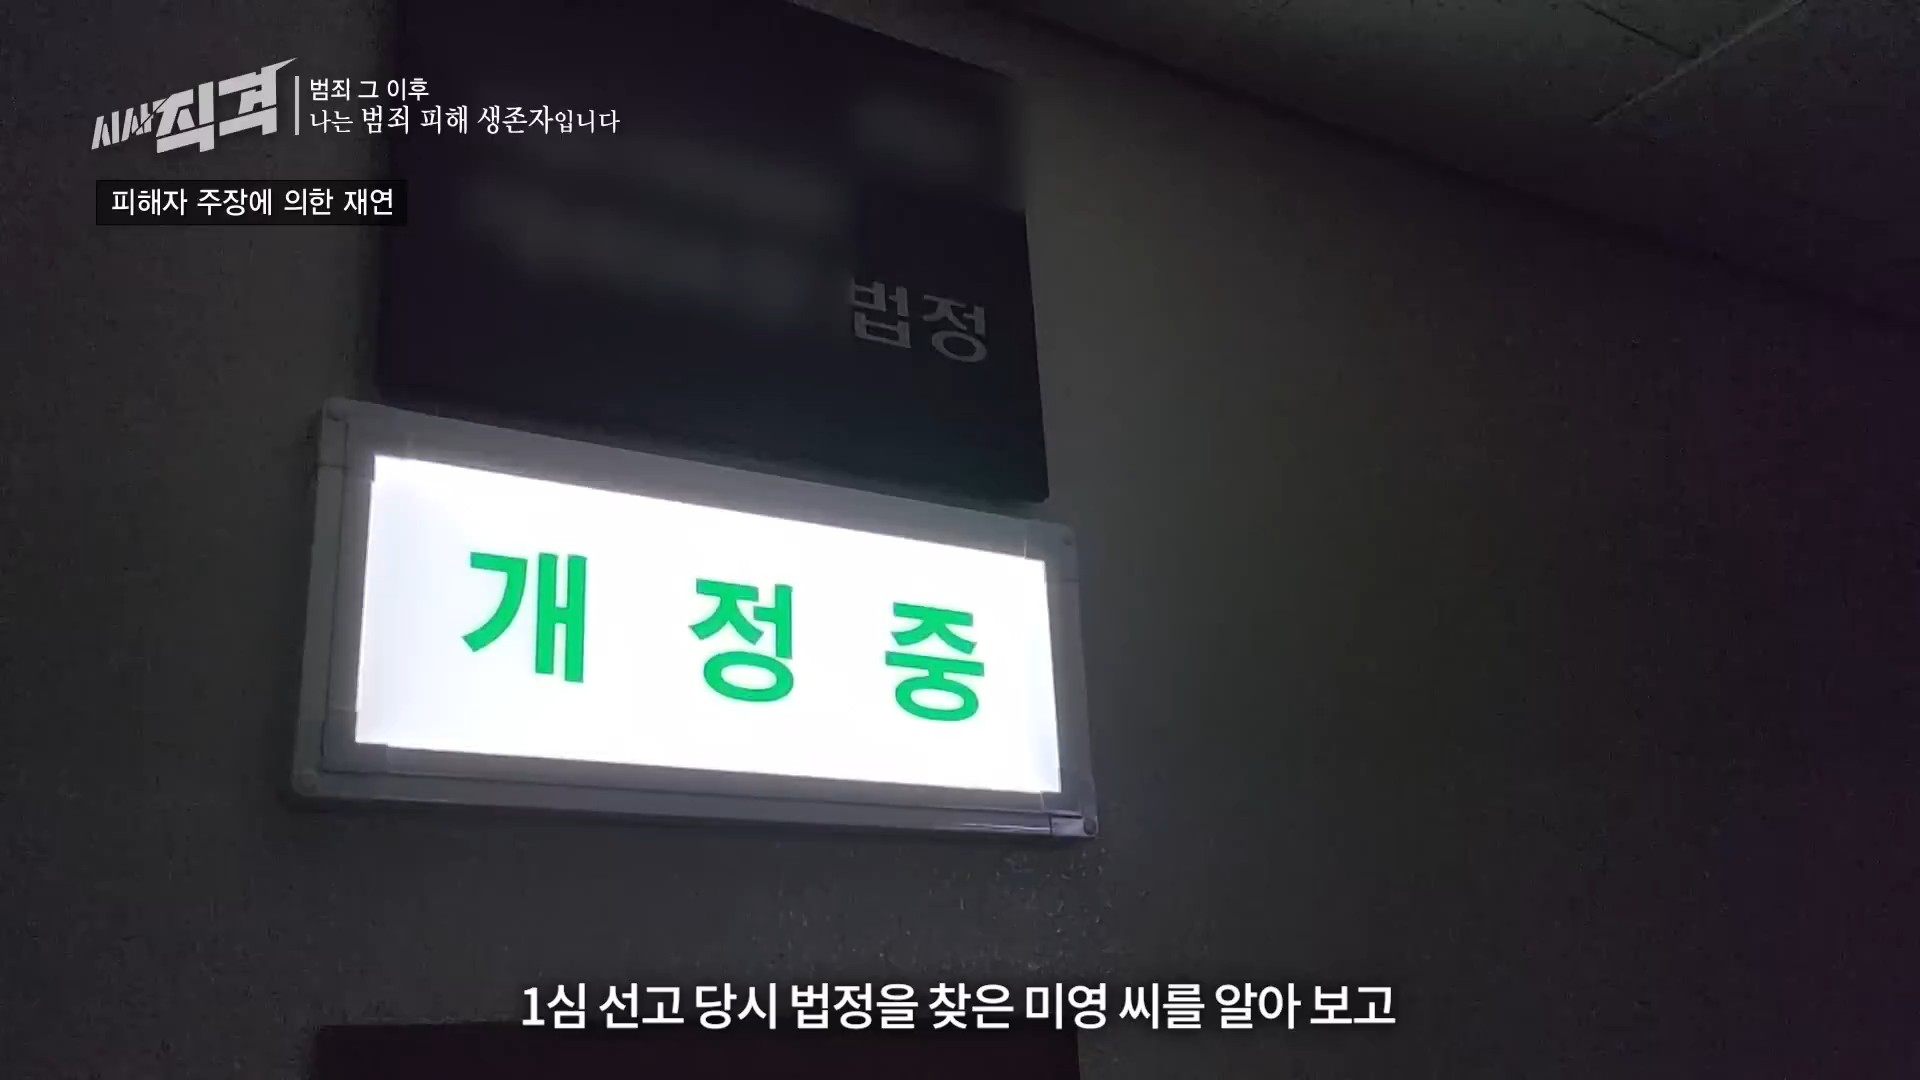 시사직격
범죄 그 이후
나는 범죄 피해 생존자입니다
피해자 주장에 의한 재연
법정
개정중
1심 선고 당시 법정을 찾은 미영 씨를 알아 보고